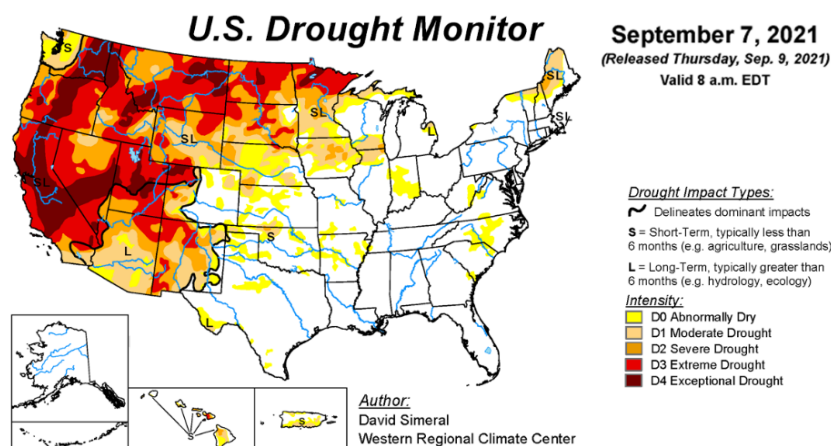 U.S. Drought Monitor
September 7, 2021
(Released Thursday, Sep. 9, 2021)
Valid 8 a.m. EDT
S
SL
SL
SL
SL
L
SL
L
S
L
Drought Impact Types:
Delineates dominant impacts
S = Short-Term, typically less than
6 months (e.g. agriculture, grasslands)
L = Long-Term, typically greater than
6 months (e.g. hydrology, ecology)
Intensity:
D0 Abnormally Dry
D1 Moderate Drought
D2 Severe Drought
D3 Extreme Drought
D4 Exceptional Drought
S
S
Author:
David Simeral
Western Regional Climate Center